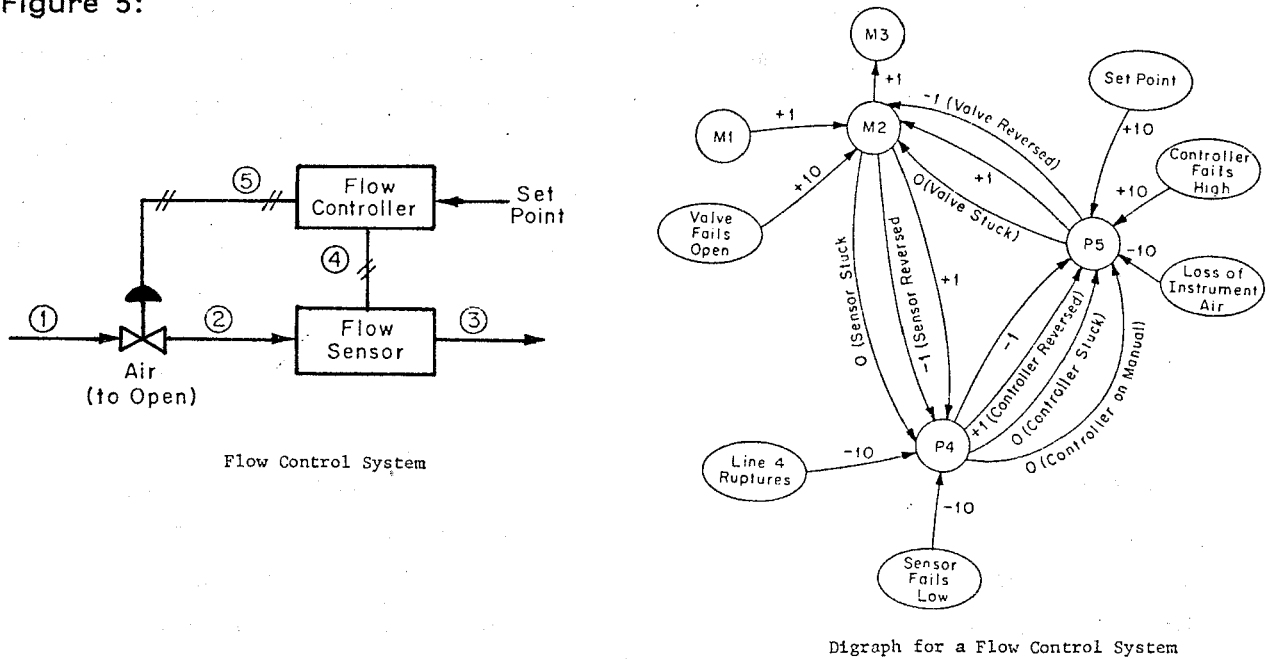 Figure 5:
⑤
Flow
Controller
Set
Point
④
①
②
Flow
Sensor
③
Air
(to Open)
Flow Control System
M3
+1
-1 (Valve Reversed)
Set Point
M1
+1
M2
+10
Controller
Fails
High
+10
+10
+1
0 (Valve Stuck)
Valve
Fails
Open
P5
-10
Loss of
Instrument
Air
0 (Sensor Stuck
-1 (Sensor Reversed
+1
-1
+1 (Controller Reversed)
0 (Controller Stuck)
0 (Controller on Manual)
P4
Line 4
Ruptures
-10
-10
Sensor
Fails
Low
Digraph for a Flow Control System